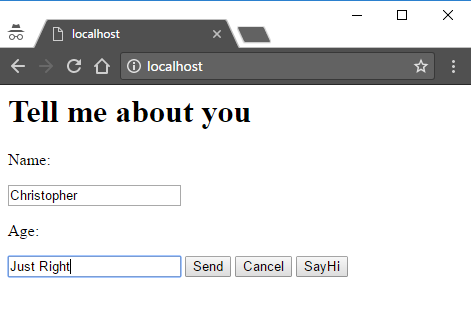 localhost
localhost
Tell me about you
Name:
Christopher
Age:
Just Right Send Cancel SayHi